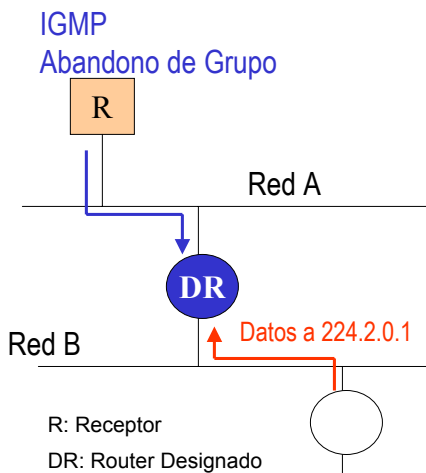 IGMP
Abandono de Grupo
R
Red A
DR
Datos a 224.2.0.1
Red B
R: Receptor
DR: Router Designado